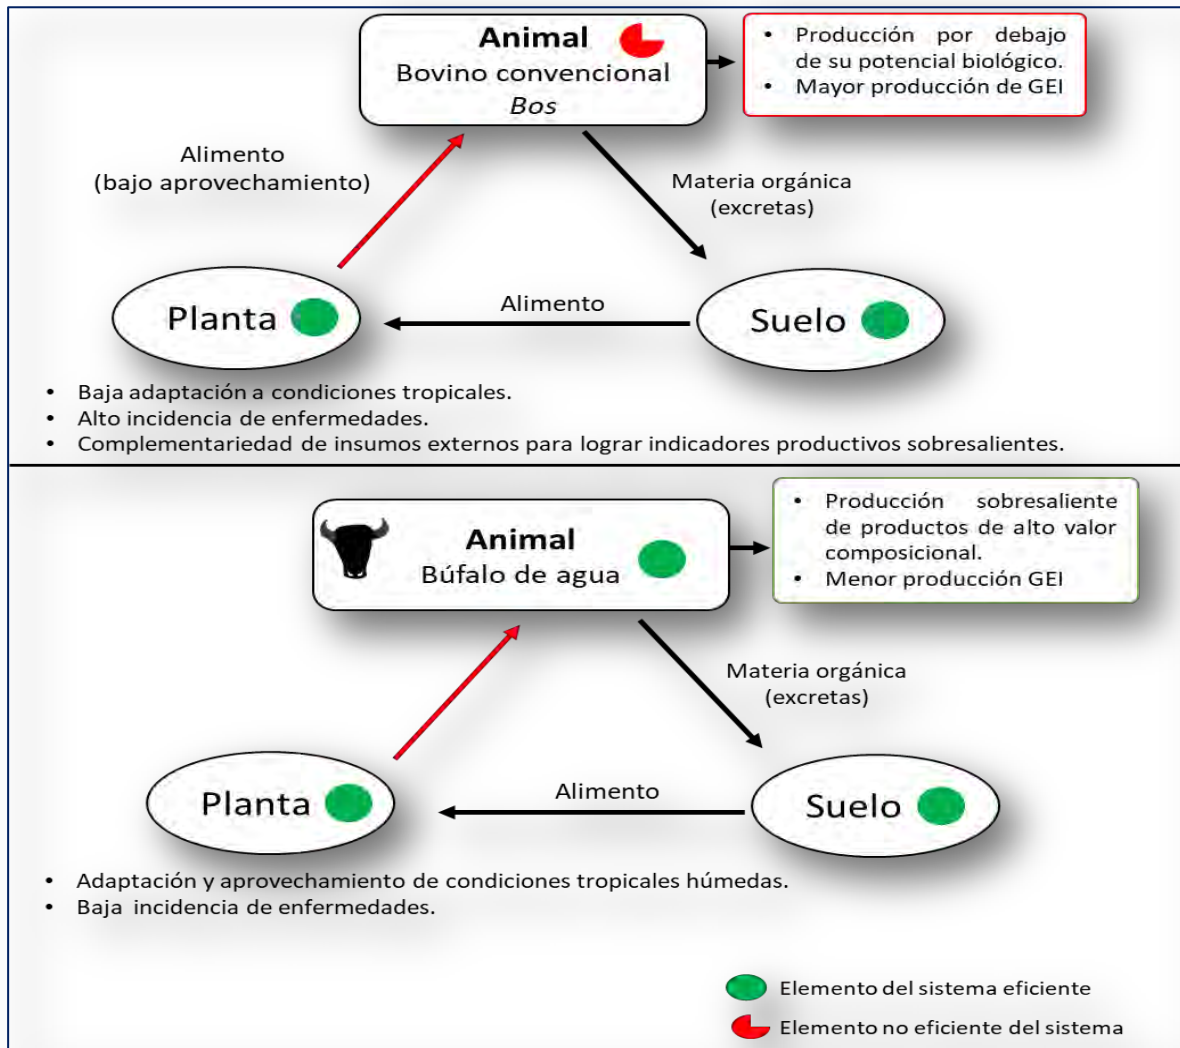 Animal
Bovino convencional
Bos
• Producción por debajo
de su potencial biológico.
• Mayor producción de GEI
Alimento
(bajo aprovechamiento)
Materia orgánica
(excretas)
Planta
Alimento
Suelo
• Baja adaptación a condiciones tropicales.
• Alto incidencia de enfermedades.
• Complementariedad de insumos externos para lograr indicadores productivos sobresalientes.
Animal
Búfalo de agua
• Producción sobresaliente
de productos de alto valor
composicional.
• Menor producción GEI
Materia orgánica
(excretas)
Planta
Alimento
Suelo
• Adaptación y aprovechamiento de condiciones tropicales húmedas.
• Baja incidencia de enfermedades.
Elemento del sistema eficiente
Elemento no eficiente del sistema